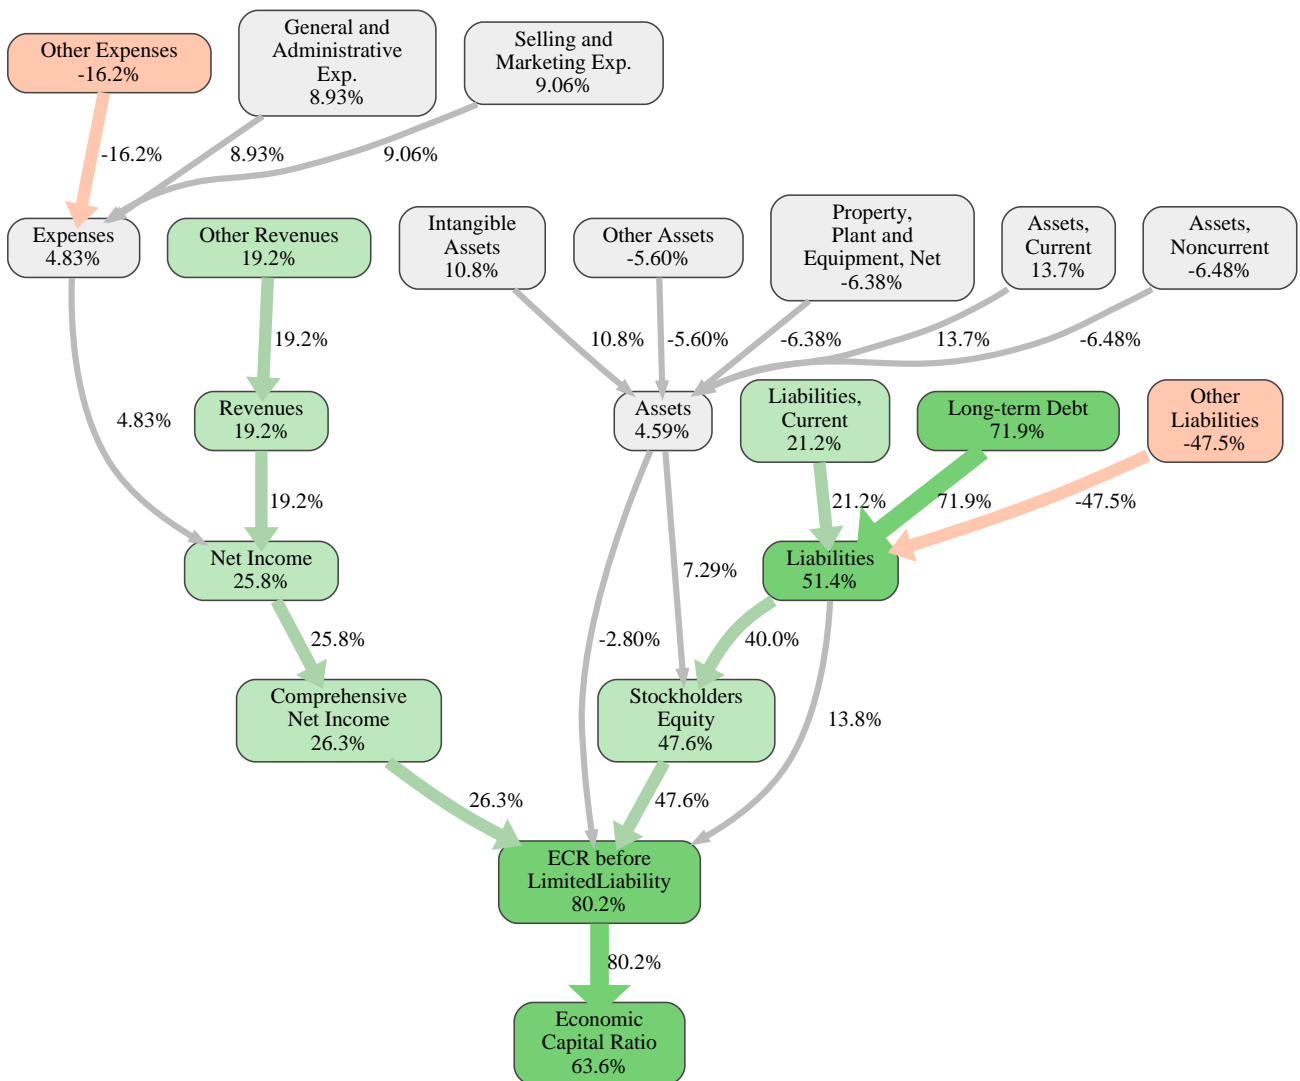 Other Expenses
-16.2%
General and
Administrative
Exp.
8.93%
Selling and
Marketing Exp.
9.06%
-16.2%
8.93%
9.06%
Expenses
4.83%
Other Revenues
19.2%
Intangible
Assets
10.8%
Other Assets
-5.60%
Property,
Plant and
Equipment, Net
-6.38%
Assets,
Current
13.7%
Assets,
Noncurrent
-6.48%
19.2%
10.8%
-5.60%
-6.38%
13.7%
-6.48%
4.83%
Revenues
19.2%
Assets
4.59%
Liabilities,
Current
21.2%
Long-term Debt
71.9%
Other
Liabilities
-47.5%
19.2%
21.2%
71.9%
-47.5%
Net Income
25.8%
7.29%
Liabilities
51.4%
25.8%
-2.80%
40.0%
13.8%
Comprehensive
Net Income
26.3%
Stockholders
Equity
47.6%
26.3%
47.6%
ECR before
LimitedLiability
80.2%
80.2%
Economic
Capital Ratio
63.6%